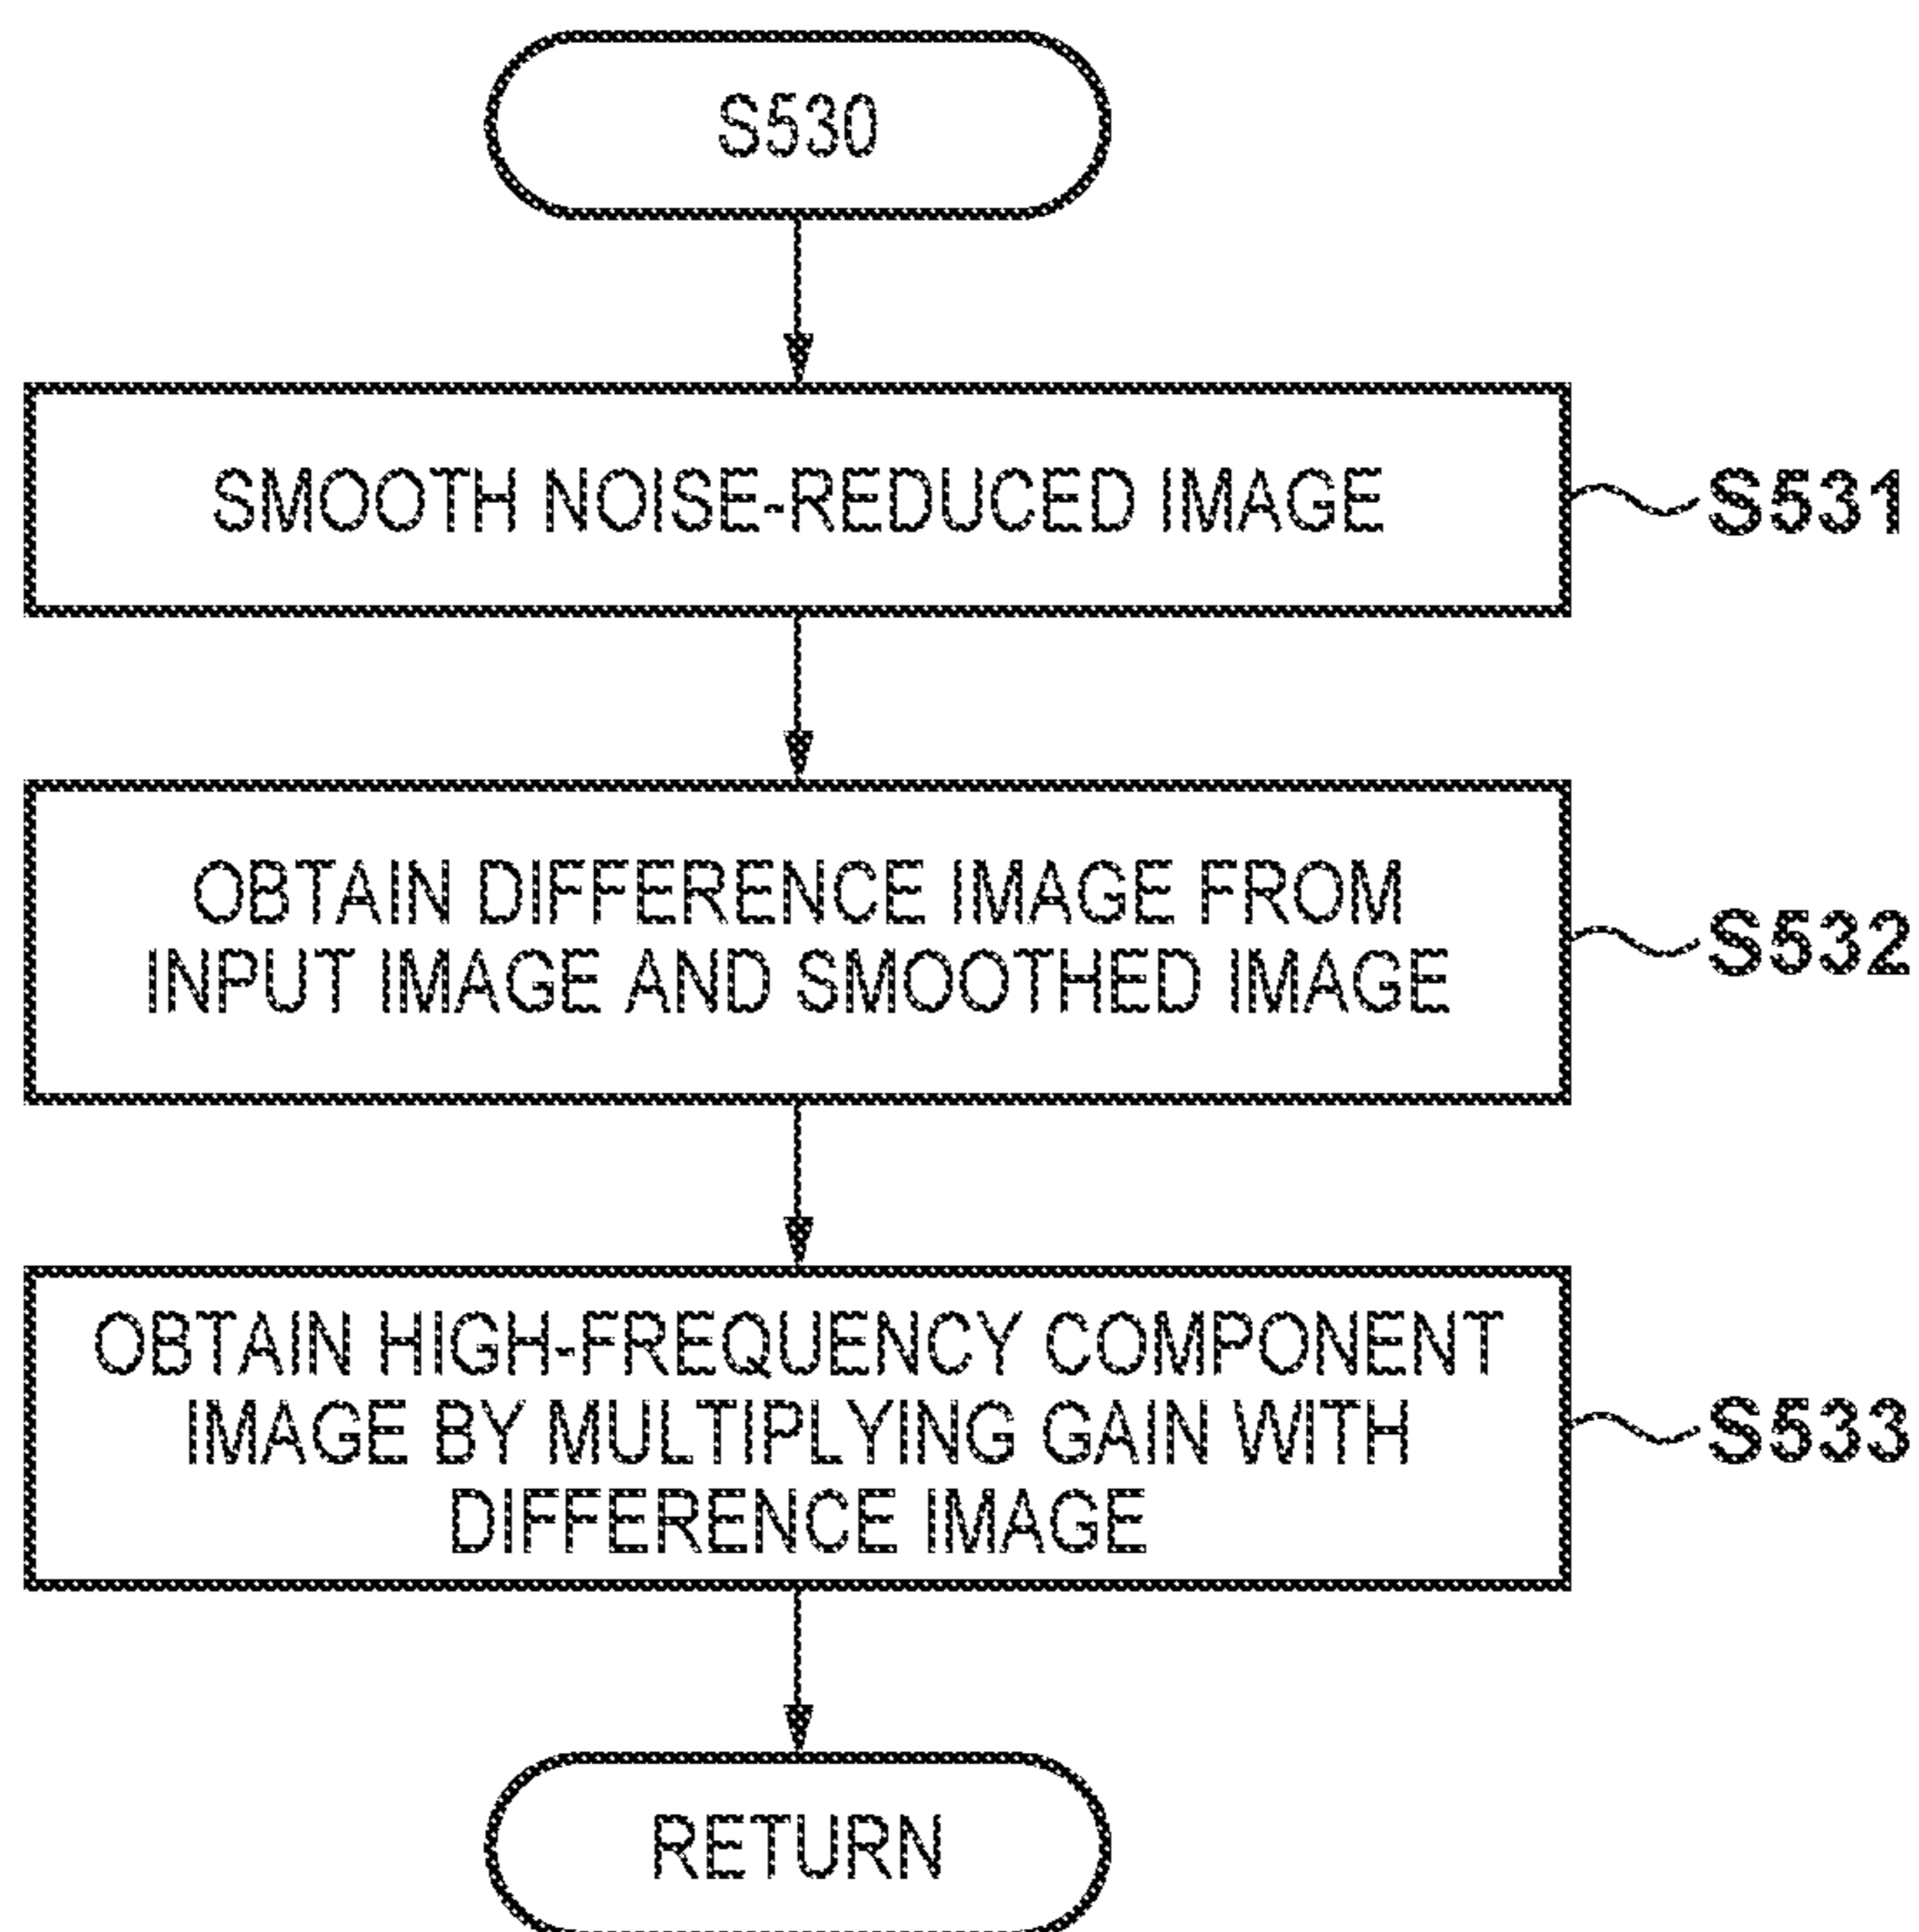 S530
SMOOTH NOISE-REDUCED IMAGE
S531
OBTAIN DIFFERENCE IMAGE FROM
INPUT IMAGE AND SMOOTHED IMAGE
S532
OBTAIN HIGH-FREQUENCY COMPONENT
IMAGE BY MULTIPLYING GAIN WITH
DIFFERENCE IMAGE
S533
RETURN